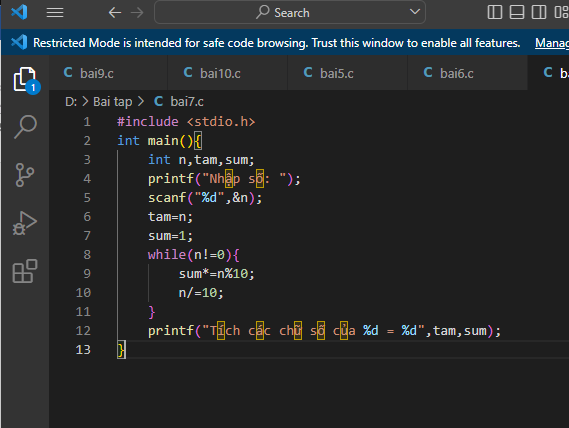 Search
Restricted Mode is intended for safe code browsing. Trust this window to enable all features.
bai9.c
bai10.c
bai5.c
bai6.c
D: > Bai tap > bai7.c
1 #include <stdio.h>
2 int main(){
3 int n,tam,sum;
4 printf("Nhập số: ");
5 scanf("%d",&n);
6 tam=n;
7 sum=1;
8 while(n!=0){
9 sum*=n%10;
10 n/=10;
11 }
12 printf("Tích các chữ số của %d = %d",tam,sum);
13 }
1